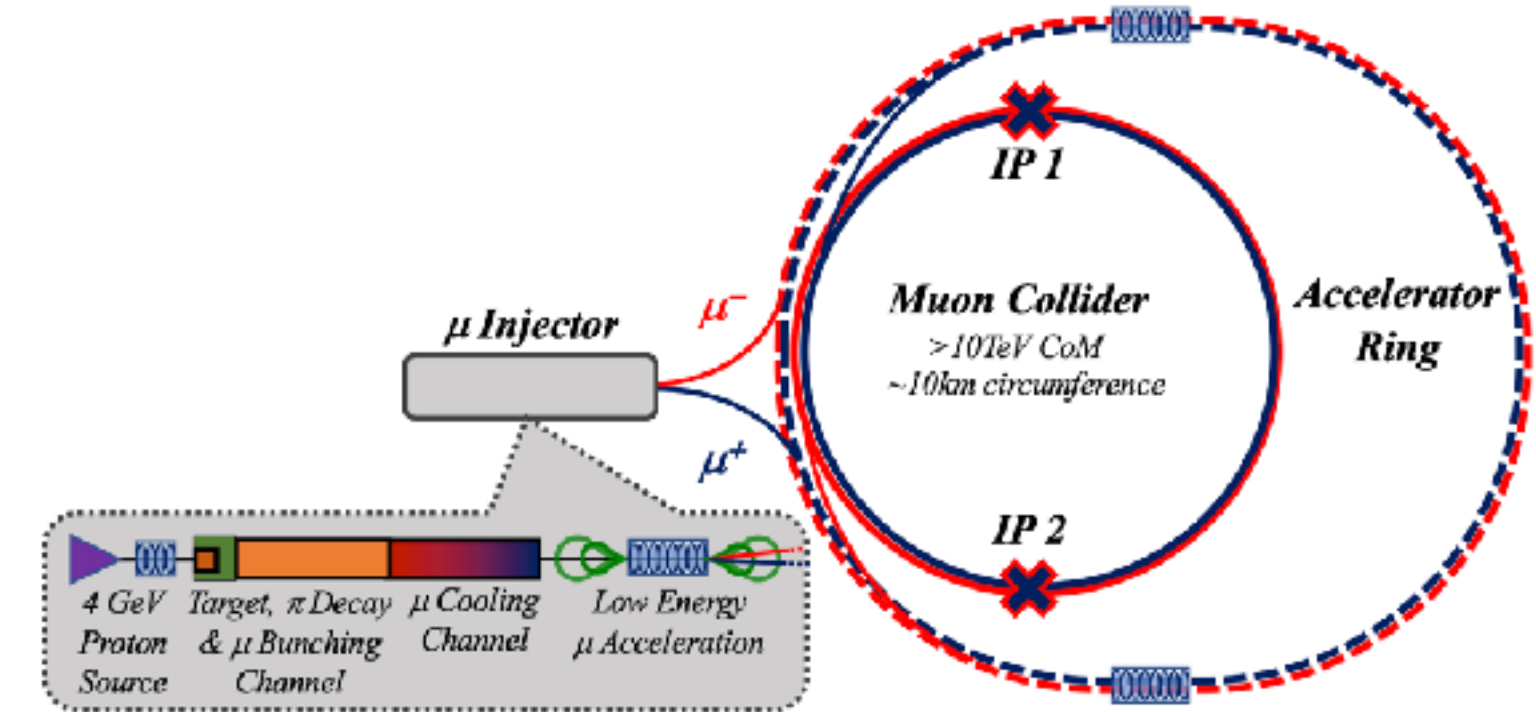 IP 1
Muon Collider
>10TeV CoM
~10km circumference
Accelerator
Ring
μ Injector
μ⁻
μ⁺
IP 2
4 GeV
Proton
Source
Target, π Decay
& μ Bunching
Channel
μ Cooling
Channel
Low Energy
μ Acceleration